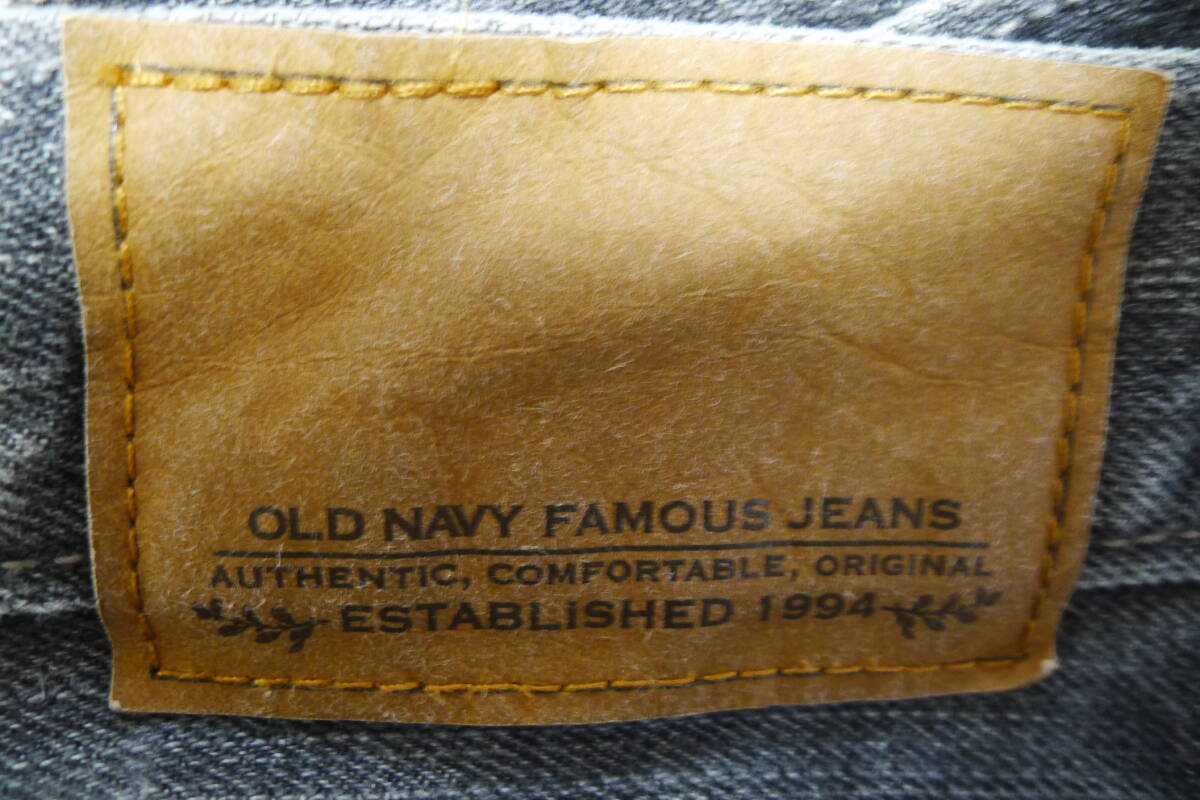 OLD NAVY FAMOUS JEANS
AUTHENTIC, COMFORTABLE, ORIGINAL
ESTABLISHED 1994